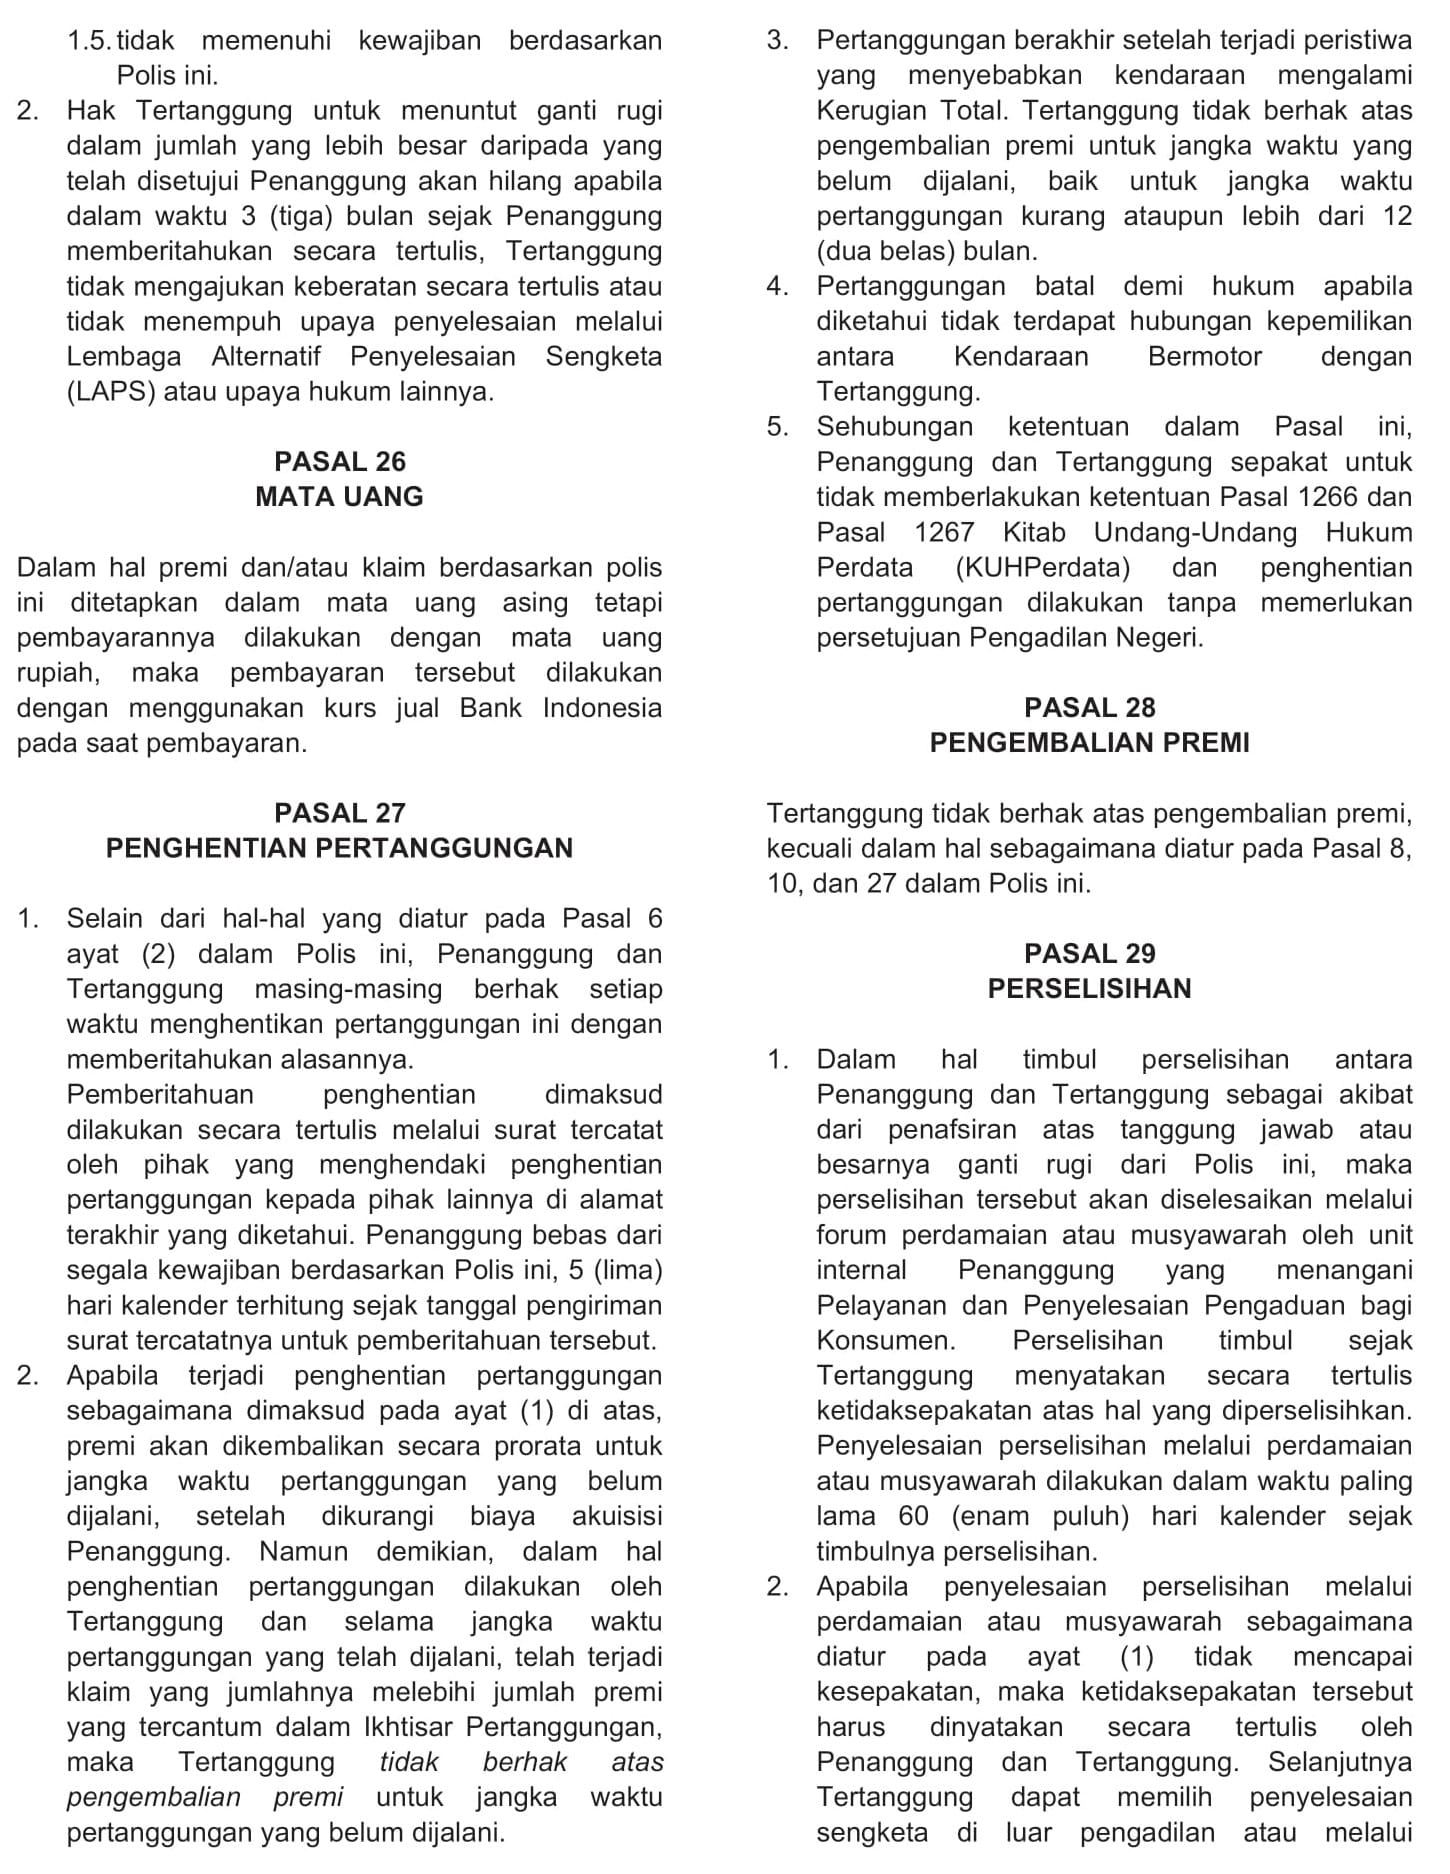 1.5. tidak memenuhi kewajiban berdasarkan
Polis ini.
2. Hak Tertanggung untuk menuntut ganti rugi
dalam jumlah yang lebih besar daripada yang
telah disetujui Penanggung akan hilang apabila
dalam waktu 3 (tiga) bulan sejak Penanggung
memberitahukan secara tertulis, Tertanggung
tidak mengajukan keberatan secara tertulis atau
tidak menempuh upaya penyelesaian melalui
Lembaga Alternatif Penyelesaian Sengketa
(LAPS) atau upaya hukum lainnya.
PASAL 26
MATA UANG
Dalam hal premi dan/atau klaim berdasarkan polis
ini ditetapkan dalam mata uang asing tetapi
pembayarannya dilakukan dengan mata uang
rupiah, maka pembayaran tersebut dilakukan
dengan menggunakan kurs jual Bank Indonesia
pada saat pembayaran.
PASAL 27
PENGHENTIAN PERTANGGUNGAN
1. Selain dari hal-hal yang diatur pada Pasal 6
ayat (2) dalam Polis ini, Penanggung dan
Tertanggung masing-masing berhak setiap
waktu menghentikan pertanggungan ini dengan
memberitahukan alasannya.
Pemberitahuan penghentian dimaksud
dilakukan secara tertulis melalui surat tercatat
oleh pihak yang menghendaki penghentian
pertanggungan kepada pihak lainnya di alamat
terakhir yang diketahui. Penanggung bebas dari
segala kewajiban berdasarkan Polis ini, 5 (lima)
hari kalender terhitung sejak tanggal pengiriman
surat tercatatnya untuk pemberitahuan tersebut.
2. Apabila terjadi penghentian pertanggungan
sebagaimana dimaksud pada ayat (1) di atas,
premi akan dikembalikan secara prorata untuk
jangka waktu pertanggungan yang belum
dijalani, setelah dikurangi biaya akuisisi
Penanggung. Namun demikian, dalam hal
penghentian pertanggungan dilakukan oleh
Tertanggung dan selama jangka waktu
pertanggungan yang telah dijalani, telah terjadi
klaim yang jumlahnya melebihi jumlah premi
yang tercantum dalam Ikhtisar Pertanggungan,
maka Tertanggung tidak berhak atas
pengembalian premi untuk jangka waktu
pertanggungan yang belum dijalani.
3. Pertanggungan berakhir setelah terjadi peristiwa
yang menyebabkan kendaraan mengalami
Kerugian Total. Tertanggung tidak berhak atas
pengembalian premi untuk jangka waktu yang
belum dijalani, baik untuk jangka waktu
pertanggungan kurang ataupun lebih dari 12
(dua belas) bulan.
4. Pertanggungan batal demi hukum apabila
diketahui tidak terdapat hubungan kepemilikan
antara Kendaraan Bermotor dengan
Tertanggung.
5. Sehubungan ketentuan dalam Pasal ini,
Penanggung dan Tertanggung sepakat untuk
tidak memberlakukan ketentuan Pasal 1266 dan
Pasal 1267 Kitab Undang-Undang Hukum
Perdata (KUHPerdata) dan penghentian
pertanggungan dilakukan tanpa memerlukan
persetujuan Pengadilan Negeri.
PASAL 28
PENGEMBALIAN PREMI
Tertanggung tidak berhak atas pengembalian premi,
kecuali dalam hal sebagaimana diatur pada Pasal 8,
10, dan 27 dalam Polis ini.
PASAL 29
PERSELISIHAN
1. Dalam hal timbul perselisihan antara
Penanggung dan Tertanggung sebagai akibat
dari penafsiran atas tanggung jawab atau
besarnya ganti rugi dari Polis ini, maka
perselisihan tersebut akan diselesaikan melalui
forum perdamaian atau musyawarah oleh unit
internal Penanggung yang menangani
Pelayanan dan Penyelesaian Pengaduan bagi
Konsumen. Perselisihan timbul sejak
Tertanggung menyatakan secara tertulis
ketidaksepakatan atas hal yang diperselisihkan.
Penyelesaian perselisihan melalui perdamaian
atau musyawarah dilakukan dalam waktu paling
lama 60 (enam puluh) hari kalender sejak
timbulnya perselisihan.
2. Apabila penyelesaian perselisihan melalui
perdamaian atau musyawarah sebagaimana
diatur pada ayat (1) tidak mencapai
kesepakatan, maka ketidaksepakatan tersebut
harus dinyatakan secara tertulis oleh
Penanggung dan Tertanggung. Selanjutnya
Tertanggung dapat memilih penyelesaian
sengketa di luar pengadilan atau melalui